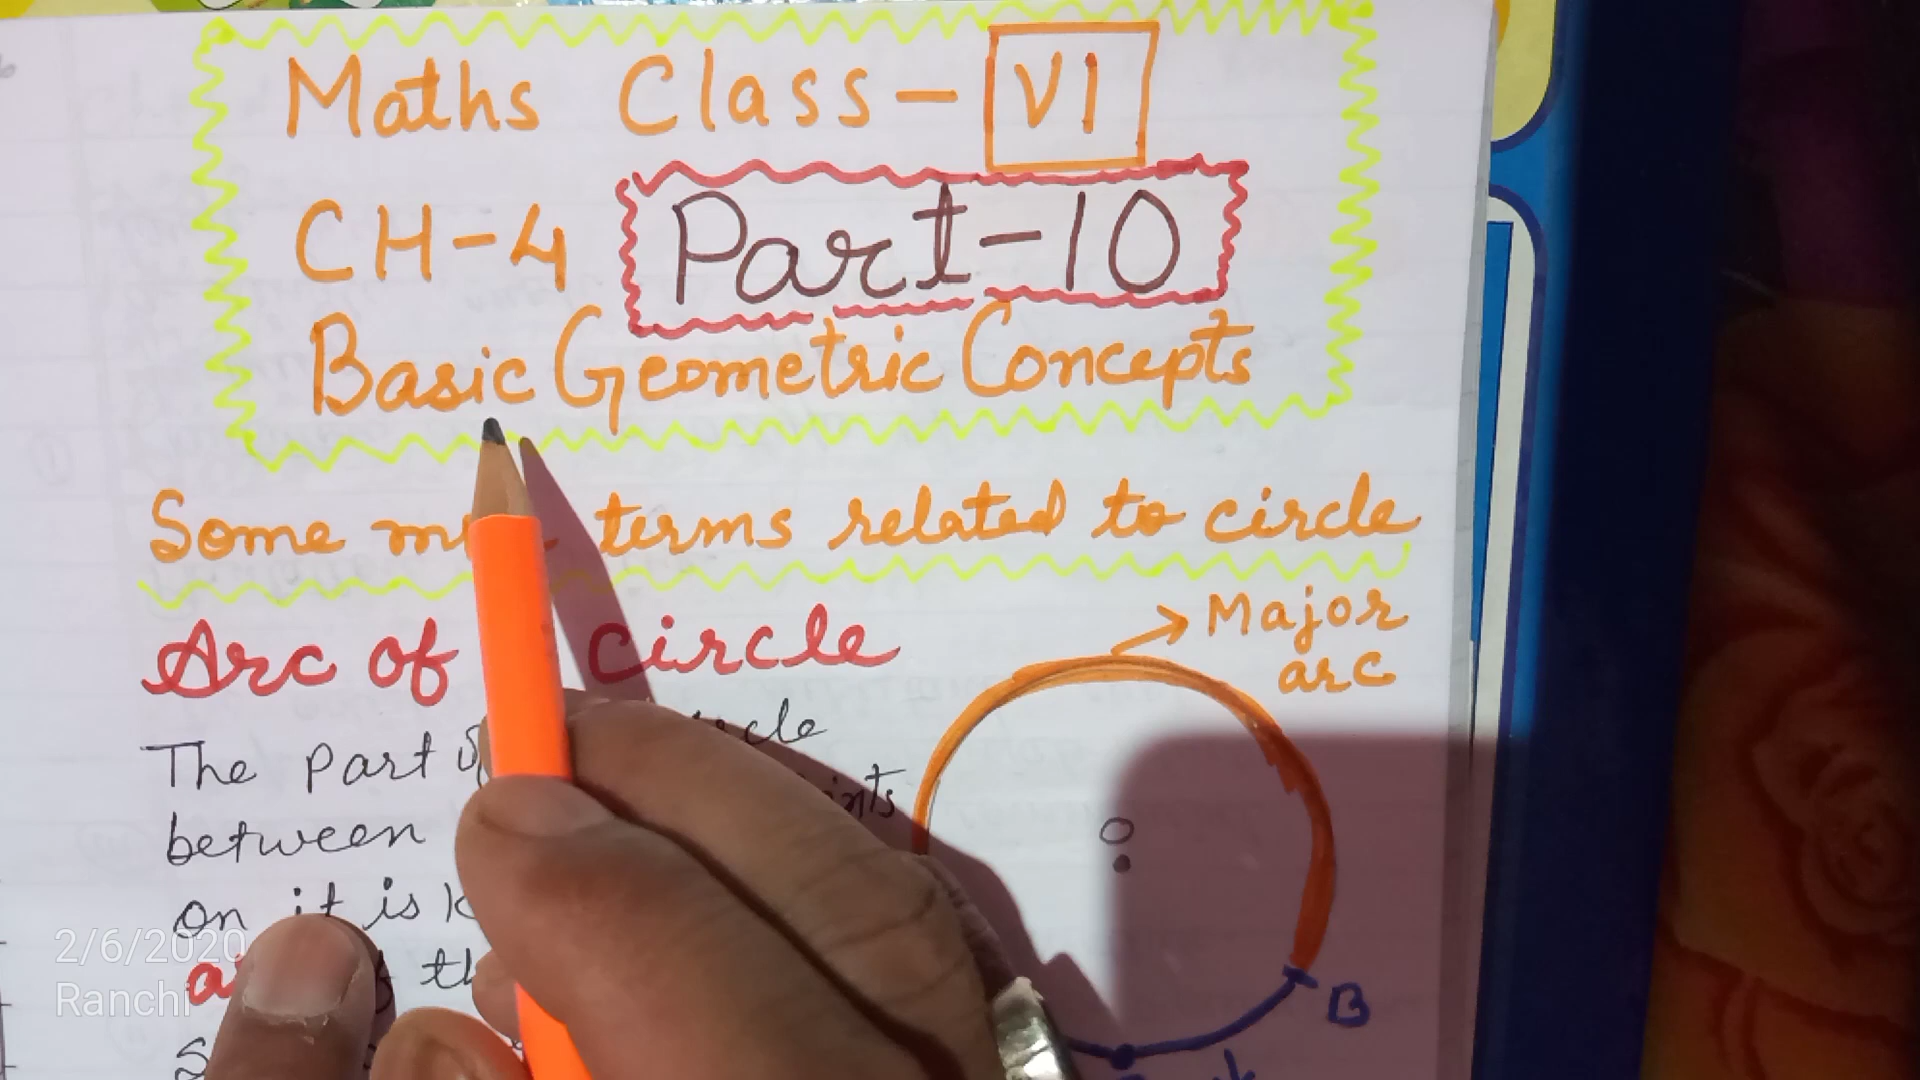 Maths Class - VI
CH-4 Part-10
Basic Geometric Concepts
Some terms related to circle
Arc of circle
Major
arc
The Part
between
on it is
O
B
2/6/2020
Ranchi